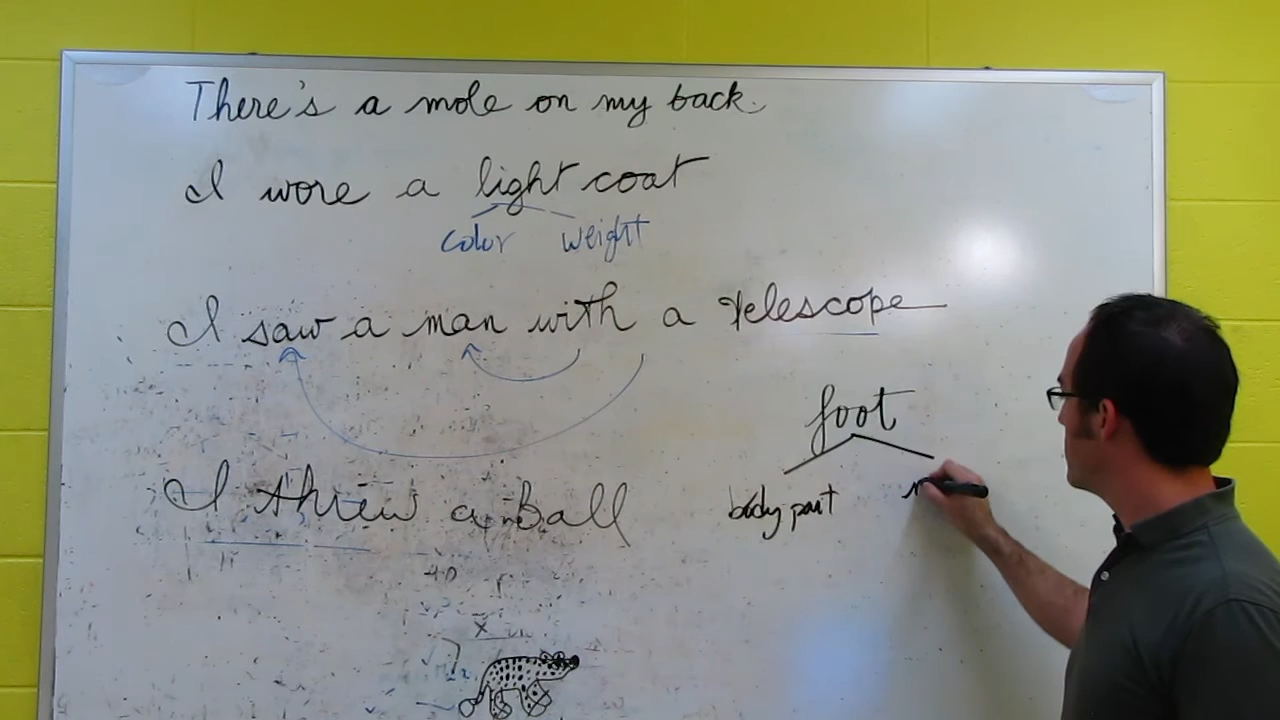 There's a mole on my back.
I wore a light coat
color weight
I saw a man with a telescope
foot
I threw a Ball
body part